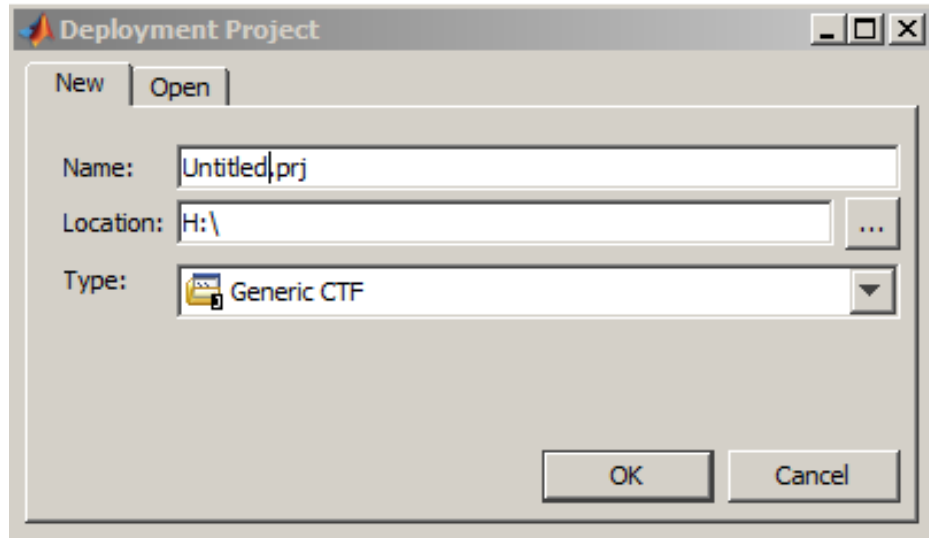 Deployment Project
New Open
Name: Untitled.prj
Location: H:\ ...
Type: Generic CTF
OK Cancel